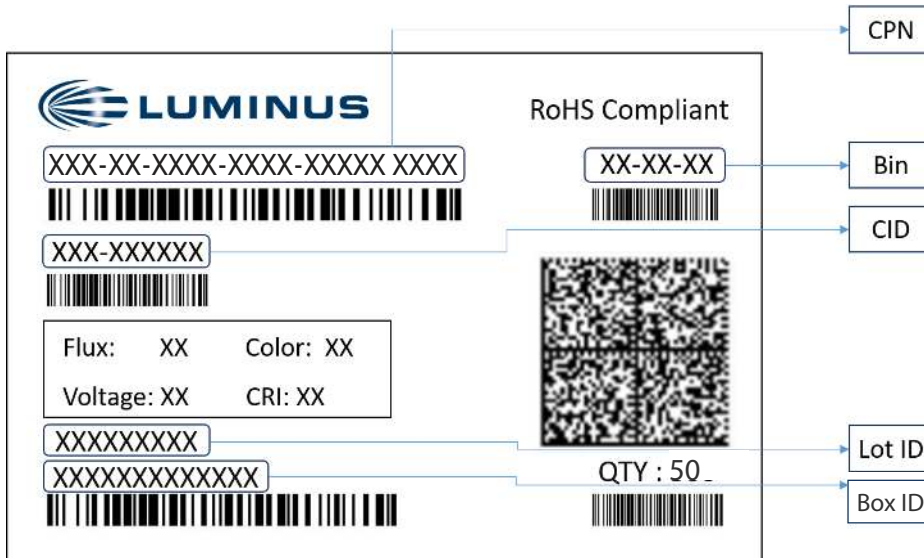 CPN
LUMINUS
RoHS Compliant
XXX-XX-XXXX-XXXX-XXXXX XXXX
XX-XX-XX
Bin
XXX-XXXXXX
CID
Flux: XX Color: XX
Voltage: XX CRI: XX
XXXXXXXXX
Lot ID
XXXXXXXXXXXXX
QTY : 50
Box ID